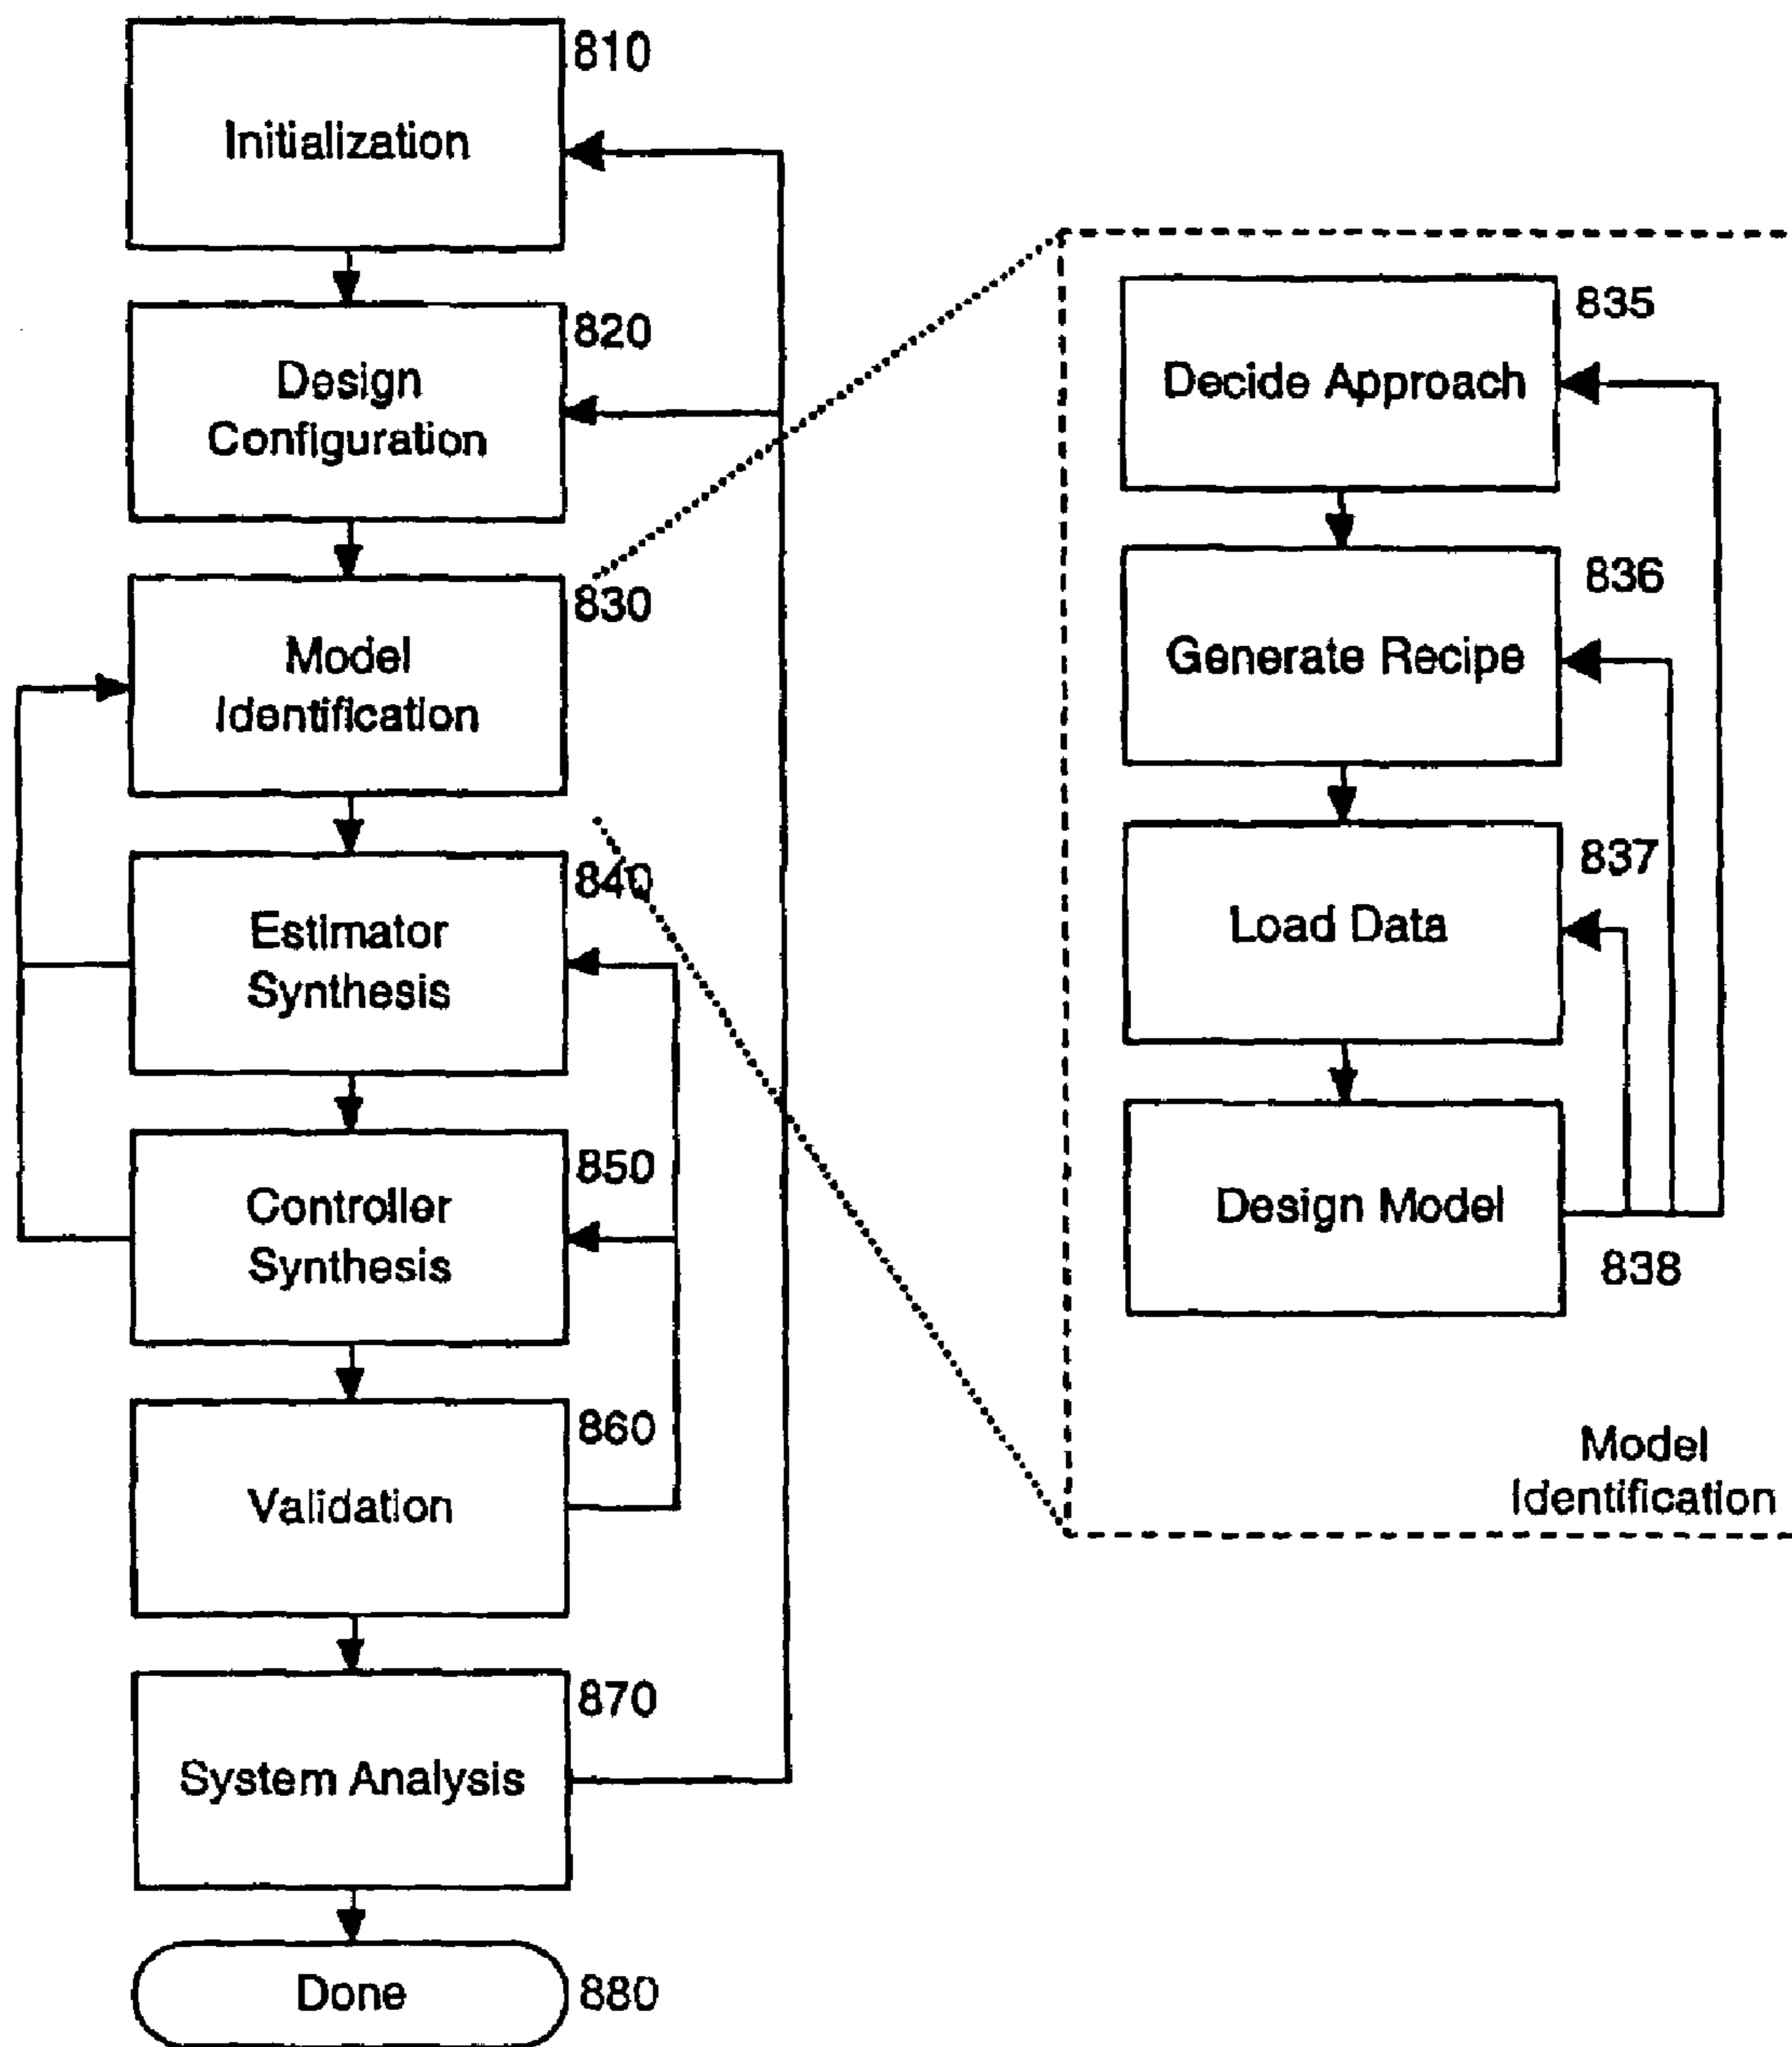 810
Initialization
820
Design
Configuration
830
Model
Identification
840
Estimator
Synthesis
850
Controller
Synthesis
860
Validation
870
System Analysis
Done
880
835
Decide Approach
836
Generate Recipe
837
Load Data
Design Model
838
Model
Identification